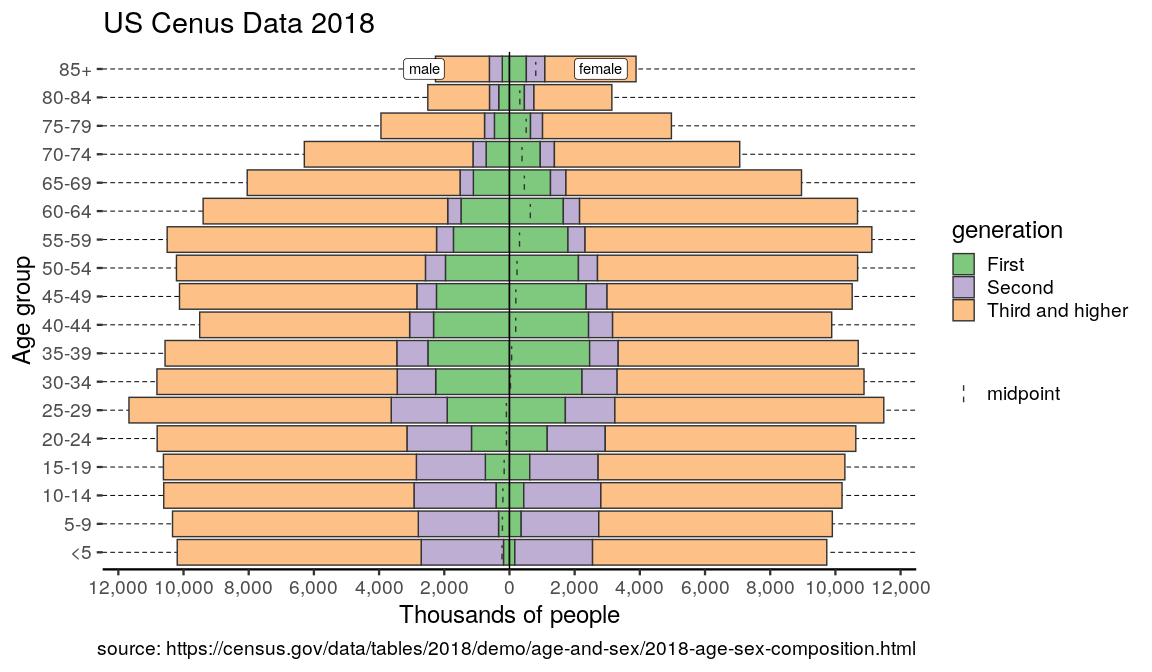 US Cenus Data 2018
male
female
85+
80-84
75-79
70-74
65-69
60-64
55-59
50-54
45-49
40-44
35-39
30-34
25-29
20-24
15-19
10-14
5-9
<5
Age group
12,000 10,000 8,000 6,000 4,000 2,000 0 2,000 4,000 6,000 8,000 10,000 12,000
Thousands of people
generation
First
Second
Third and higher
midpoint
source: https://census.gov/data/tables/2018/demo/age-and-sex/2018-age-sex-composition.html